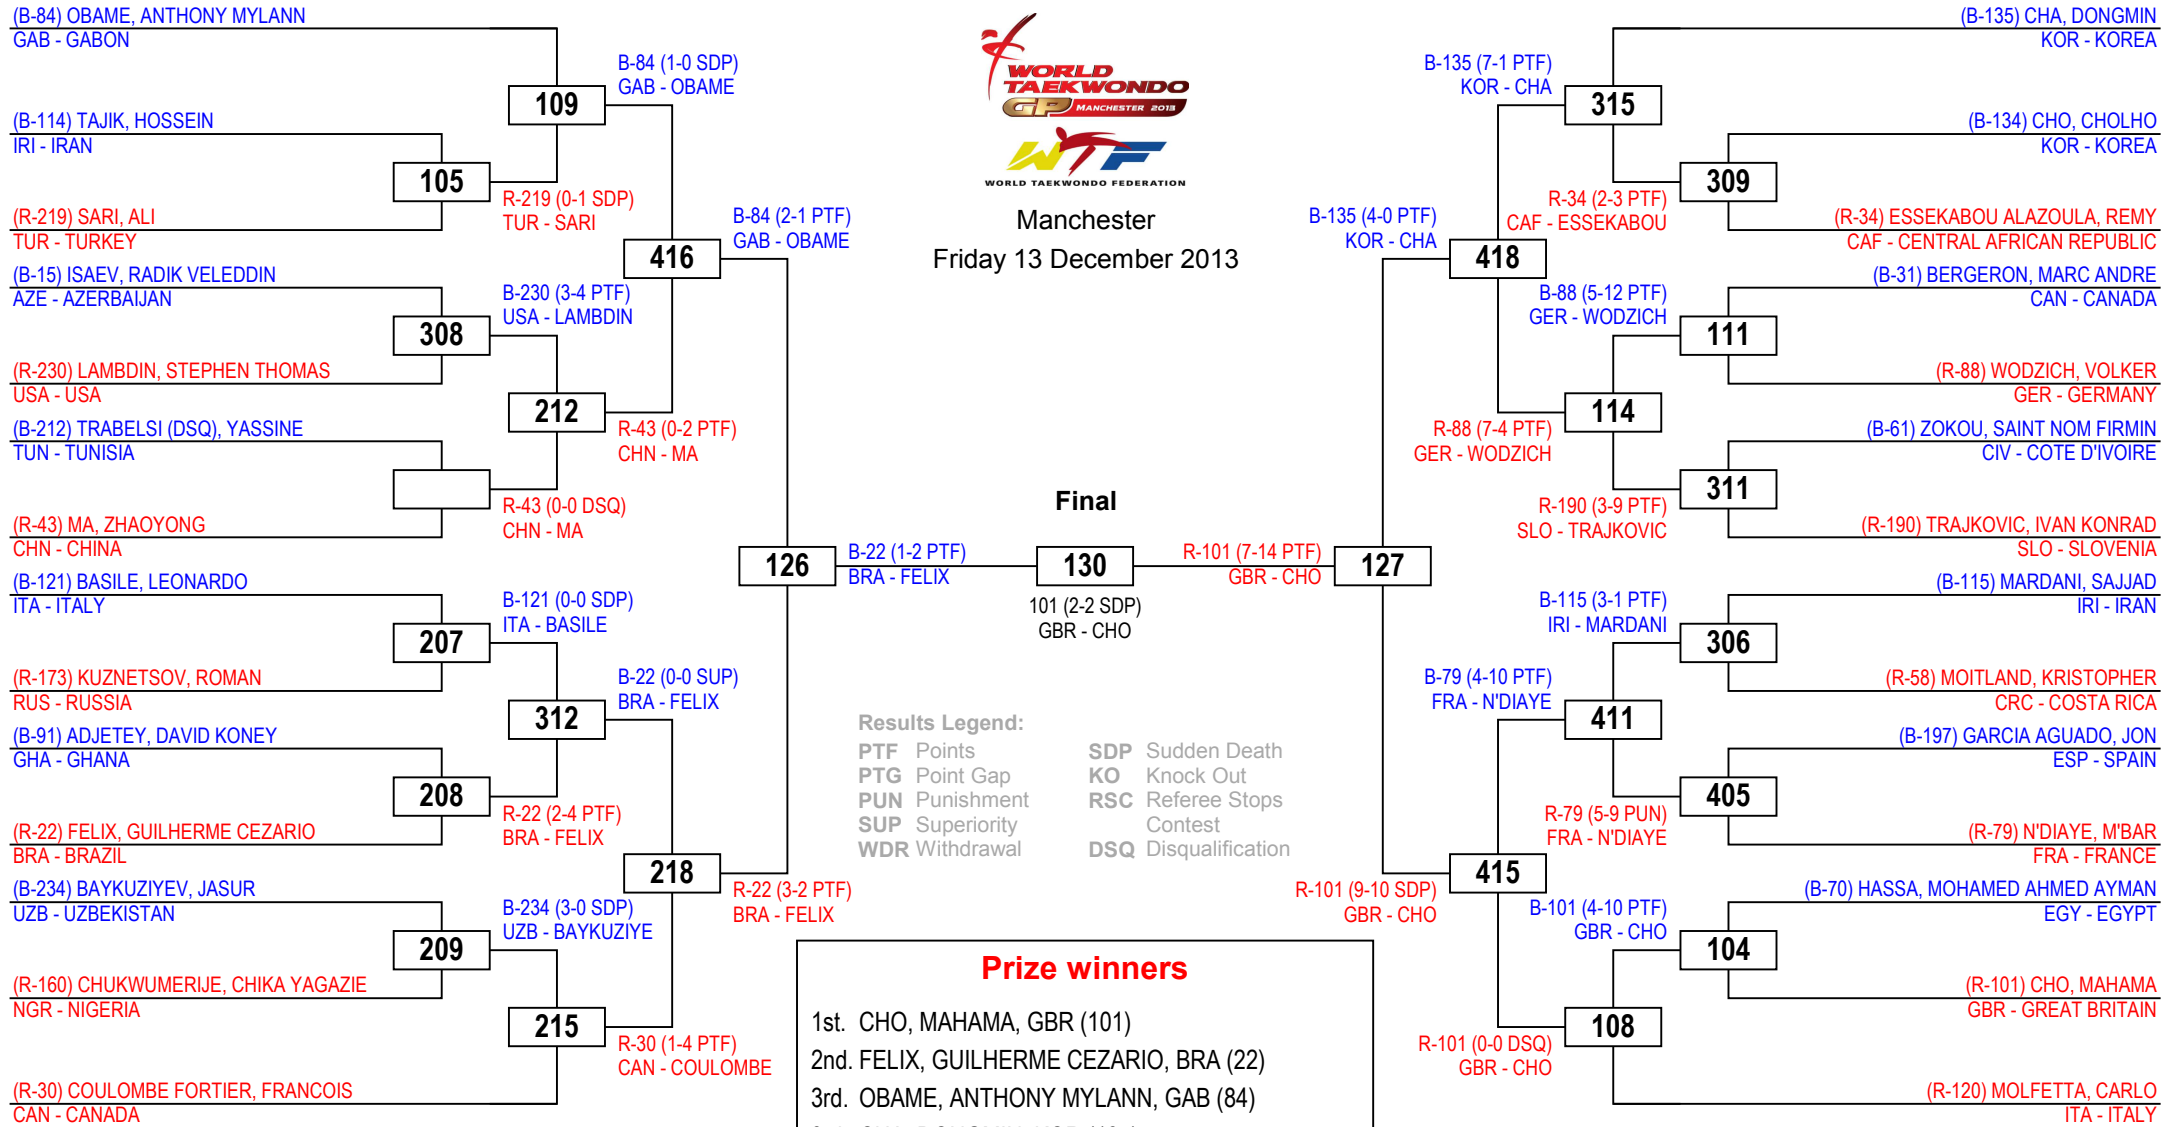 (B-84) OBAME, ANTHONY MYLANN
GAB - GABON
(B-114) TAJIK, HOSSEIN
IRI - IRAN
(R-219) SARI, ALI
TUR - TURKEY
(B-15) ISAEV, RADIK VELEDDIN
AZE - AZERBAIJAN
(R-230) LAMBDIN, STEPHEN THOMAS
USA - USA
(B-212) TRABELSI (DSQ), YASSINE
TUN - TUNISIA
(R-43) MA, ZHAOYONG
CHN - CHINA
(B-121) BASILE, LEONARDO
ITA - ITALY
(R-173) KUZNETSOV, ROMAN
RUS - RUSSIA
(B-91) ADJETEY, DAVID KONEY
GHA - GHANA
(R-22) FELIX, GUILHERME CEZARIO
BRA - BRAZIL
(B-234) BAYKUZIYEV, JASUR
UZB - UZBEKISTAN
(R-160) CHUKWUMERIJE, CHIKA YAGAZIE
NGR - NIGERIA
(R-30) COULOMBE FORTIER, FRANCOIS
CAN - CANADA
105
308
207
208
209
R-219 (0-1 SDP)
TUR - SARI
B-230 (3-4 PTF)
USA - LAMBDIN
R-43 (0-0 DSQ)
CHN - MA
B-121 (0-0 SDP)
ITA - BASILE
R-22 (2-4 PTF)
BRA - FELIX
B-234 (3-0 SDP)
UZB - BAYKUZIYE
109
212
312
215
B-84 (1-0 SDP)
GAB - OBAME
R-43 (0-2 PTF)
CHN - MA
B-22 (0-0 SUP)
BRA - FELIX
R-30 (1-4 PTF)
CAN - COULOMBE
416
218
B-84 (2-1 PTF)
GAB - OBAME
R-22 (3-2 PTF)
BRA - FELIX
126
B-22 (1-2 PTF)
BRA - FELIX
WORLD
TAEKWONDO
GP MANCHESTER 2013
WTF
WORLD TAEKWONDO FEDERATION
Manchester
Friday 13 December 2013
Final
130
101 (2-2 SDP)
GBR - CHO
Results Legend:
PTF Points
PTG Point Gap
PUN Punishment
SUP Superiority
WDR Withdrawal
SDP Sudden Death
KO Knock Out
RSC Referee Stops
Contest
DSQ Disqualification
Prize winners
1st. CHO, MAHAMA, GBR (101)
2nd. FELIX, GUILHERME CEZARIO, BRA (22)
3rd. OBAME, ANTHONY MYLANN, GAB (84)
R-101 (7-14 PTF)
GBR - CHO
127
B-135 (4-0 PTF)
KOR - CHA
R-101 (9-10 SDP)
GBR - CHO
418
415
B-135 (7-1 PTF)
KOR - CHA
R-88 (7-4 PTF)
GER - WODZICH
B-79 (4-10 PTF)
FRA - N'DIAYE
R-101 (0-0 DSQ)
GBR - CHO
315
114
411
108
R-34 (2-3 PTF)
CAF - ESSEKABOU
B-88 (5-12 PTF)
GER - WODZICH
R-190 (3-9 PTF)
SLO - TRAJKOVIC
B-115 (3-1 PTF)
IRI - MARDANI
R-79 (5-9 PUN)
FRA - N'DIAYE
B-101 (4-10 PTF)
GBR - CHO
309
111
311
306
405
104
(B-135) CHA, DONGMIN
KOR - KOREA
(B-134) CHO, CHOLHO
KOR - KOREA
(R-34) ESSEKABOU ALAZOULA, REMY
CAF - CENTRAL AFRICAN REPUBLIC
(B-31) BERGERON, MARC ANDRE
CAN - CANADA
(R-88) WODZICH, VOLKER
GER - GERMANY
(B-61) ZOKOU, SAINT NOM FIRMIN
CIV - COTE D'IVOIRE
(R-190) TRAJKOVIC, IVAN KONRAD
SLO - SLOVENIA
(B-115) MARDANI, SAJJAD
IRI - IRAN
(R-58) MOITLAND, KRISTOPHER
CRC - COSTA RICA
(B-197) GARCIA AGUADO, JON
ESP - SPAIN
(R-79) N'DIAYE, M'BAR
FRA - FRANCE
(B-70) HASSA, MOHAMED AHMED AYMAN
EGY - EGYPT
(R-101) CHO, MAHAMA
GBR - GREAT BRITAIN
(R-120) MOLFETTA, CARLO
ITA - ITALY